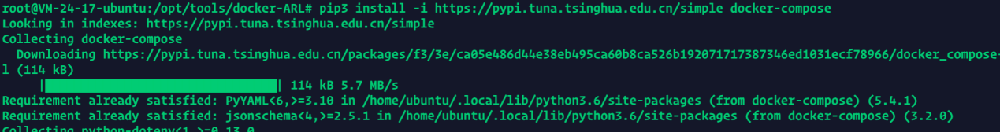 root@VM-24-17-ubuntu:/opt/tools/docker-ARL# pip3 install -i https://pypi.tuna.tsinghua.edu.cn/simple docker-compose
Looking in indexes: https://pypi.tuna.tsinghua.edu.cn/simple
Collecting docker-compose
Downloading https://pypi.tuna.tsinghua.edu.cn/packages/f3/3e/ca05e486d44e38eb495ca60b8ca526b192071717387346ed1031ecf78966/docker_compose-
l (114 kB)
| 114 kB 5.7 MB/s
Requirement already satisfied: PyYAML<6,>=3.10 in /home/ubuntu/.local/lib/python3.6/site-packages (from docker-compose) (5.4.1)
Requirement already satisfied: jsonschema<4,>=2.5.1 in /home/ubuntu/.local/lib/python3.6/site-packages (from docker-compose) (3.2.0)
Collecting python-dotenv<1,>=0.13.0